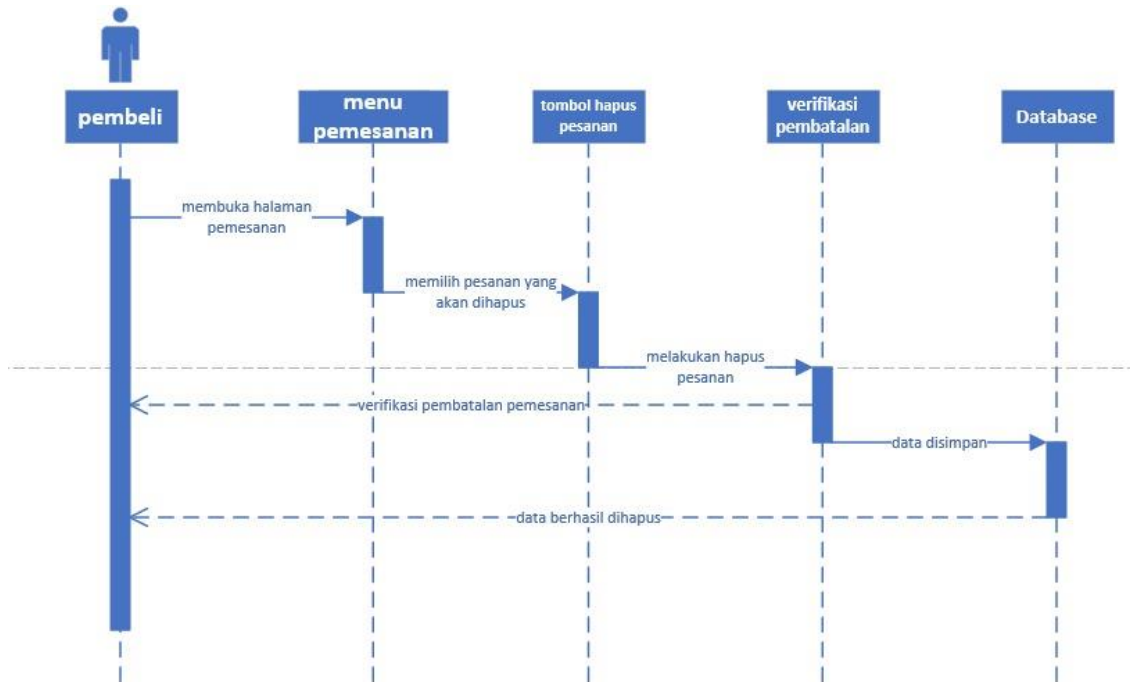 pembeli
menu
pemesanan
tombol hapus
pesanan
verifikasi
pembatalan
Database
membuka halaman
pemesanan
memilih pesanan yang
akan dihapus
melakukan hapus
pesanan
verifikasi pembatalan pemesanan
data disimpan
data berhasil dihapus